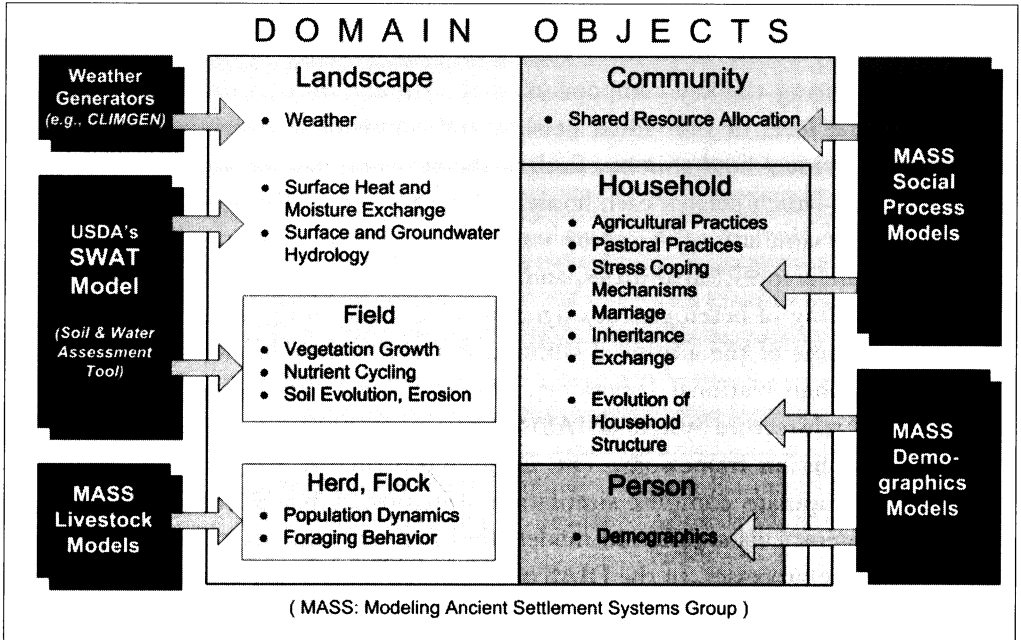 DOMAIN OBJECTS
Weather
Generators
(e.g., CLIMGEN)
USDA's
SWAT
Model
(Soil & Water
Assessment
Tool)
MASS
Livestock
Models
Landscape
• Weather
• Surface Heat and
Moisture Exchange
• Surface and Groundwater
Hydrology
Field
• Vegetation Growth
• Nutrient Cycling
• Soil Evolution, Erosion
Herd, Flock
• Population Dynamics
• Foraging Behavior
Community
• Shared Resource Allocation
Household
• Agricultural Practices
• Pastoral Practices
• Stress Coping
Mechanisms
• Marriage
• Inheritance
• Exchange
• Evolution of
Household
Structure
Person
• Demographics
MASS
Social
Process
Models
MASS
Demo-
graphics
Models
( MASS: Modeling Ancient Settlement Systems Group )